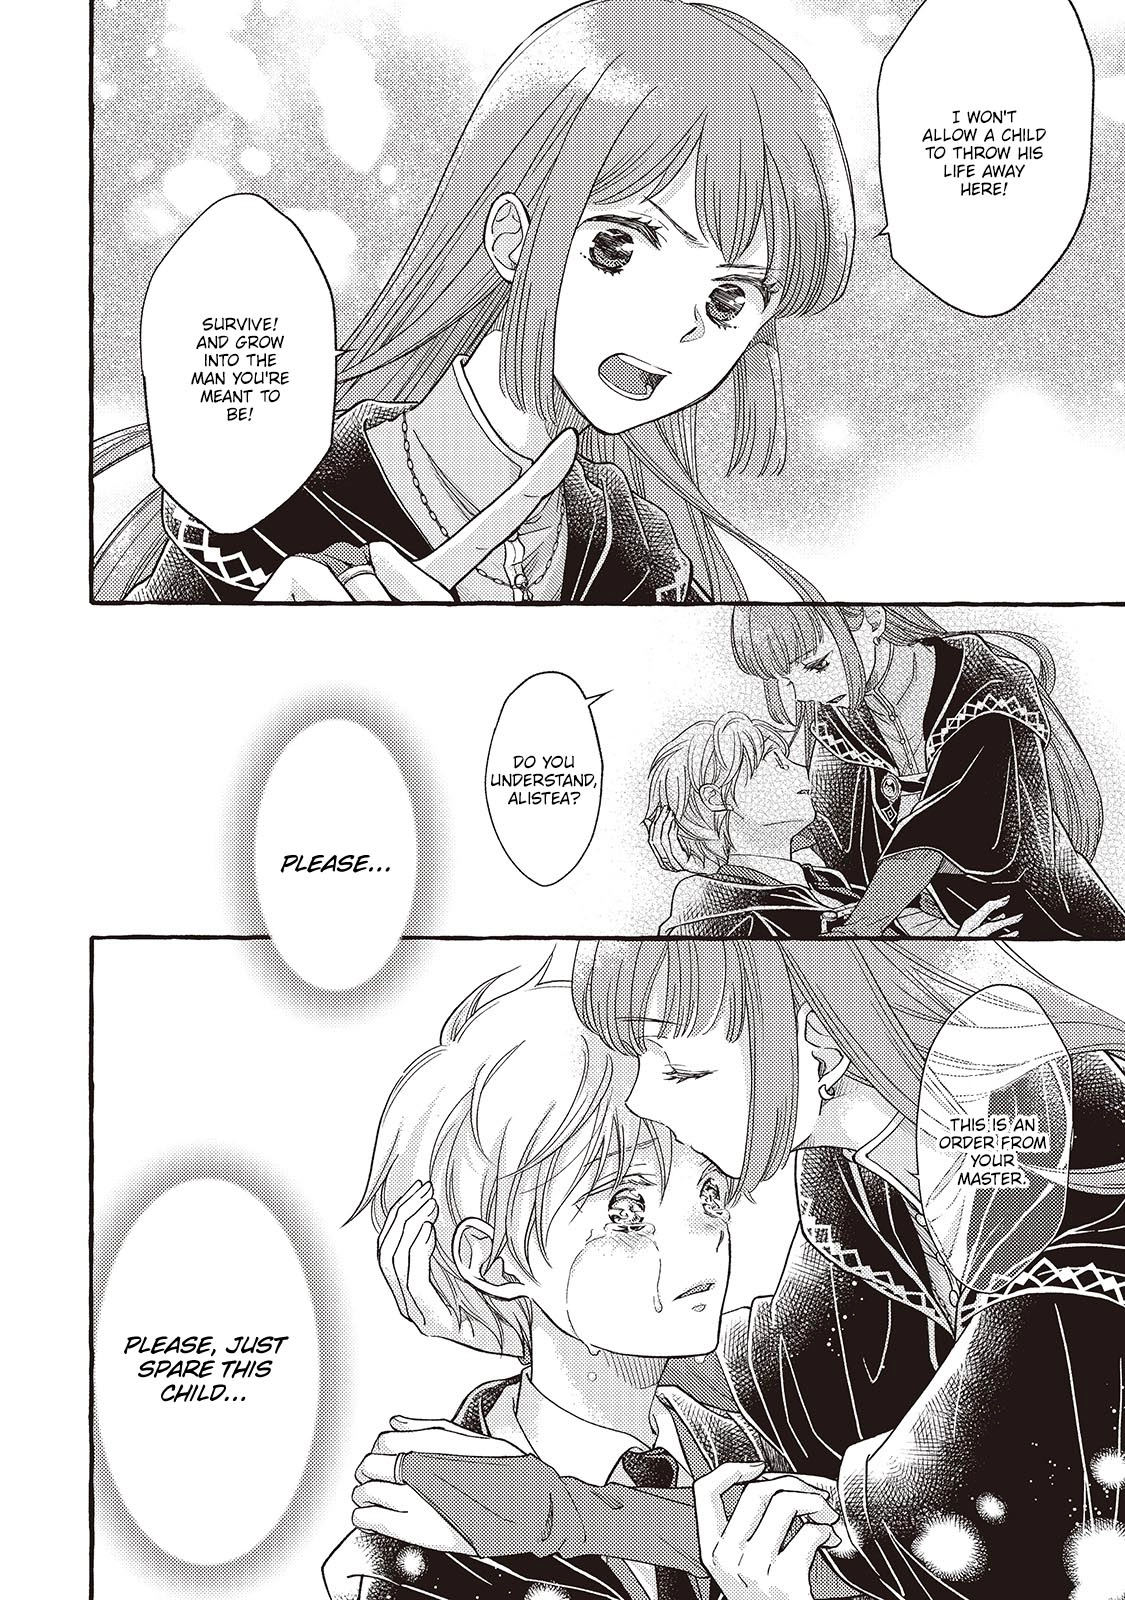 I WON'T
ALLOW A CHILD
TO THROW HIS
LIFE AWAY
HERE!
SURVIVE!
AND GROW
INTO THE
MAN YOU'RE
MEANT TO
BE!
DO YOU
UNDERSTAND,
ALISTEA?
PLEASE...
THIS IS AN
ORDER FROM
YOUR
MASTER.
PLEASE, JUST
SPARE THIS
CHILD...